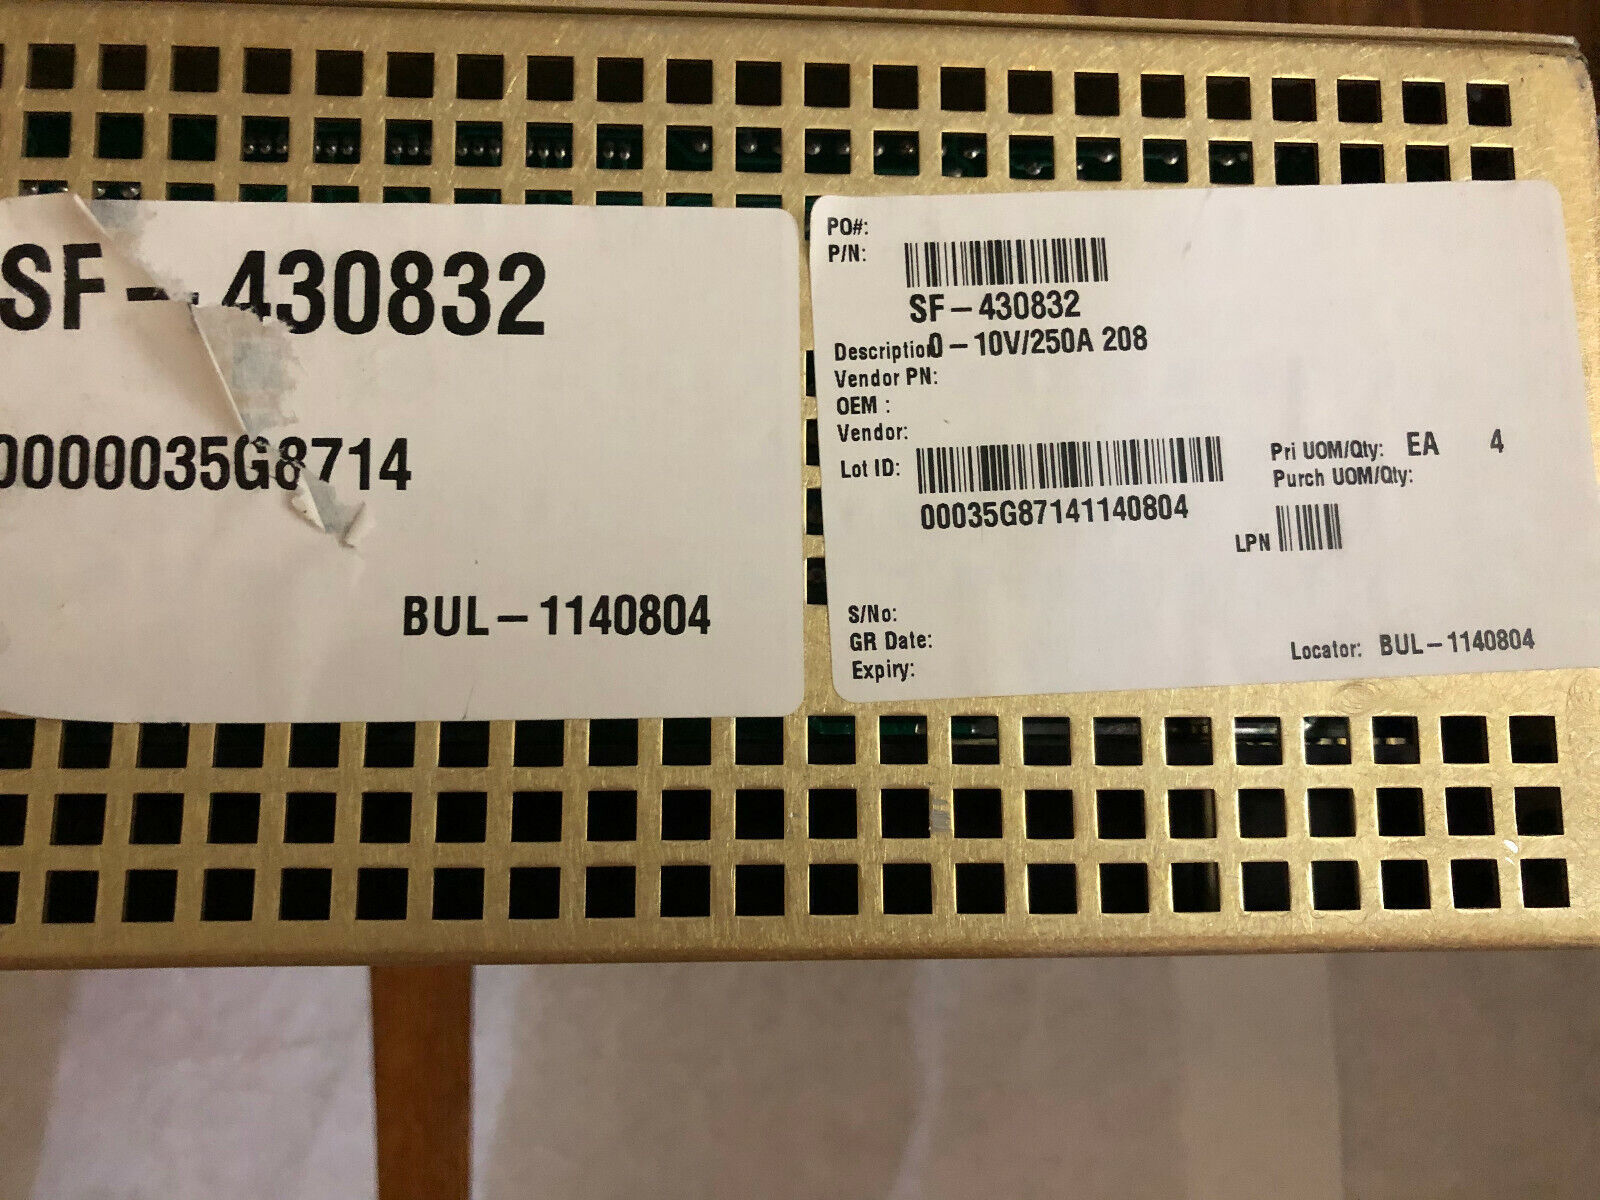 SF-430832
0000035G8714
BUL-1140804
PO#:
P/N:
SF-430832
Description0-10V/250A 208
Vendor PN:
OEM :
Vendor:
Lot ID:
00035G87141140804
Pri UOM/Qty: EA 4
Purch UOM/Qty:
LPN
S/No:
GR Date:
Expiry:
Locator: BUL-1140804